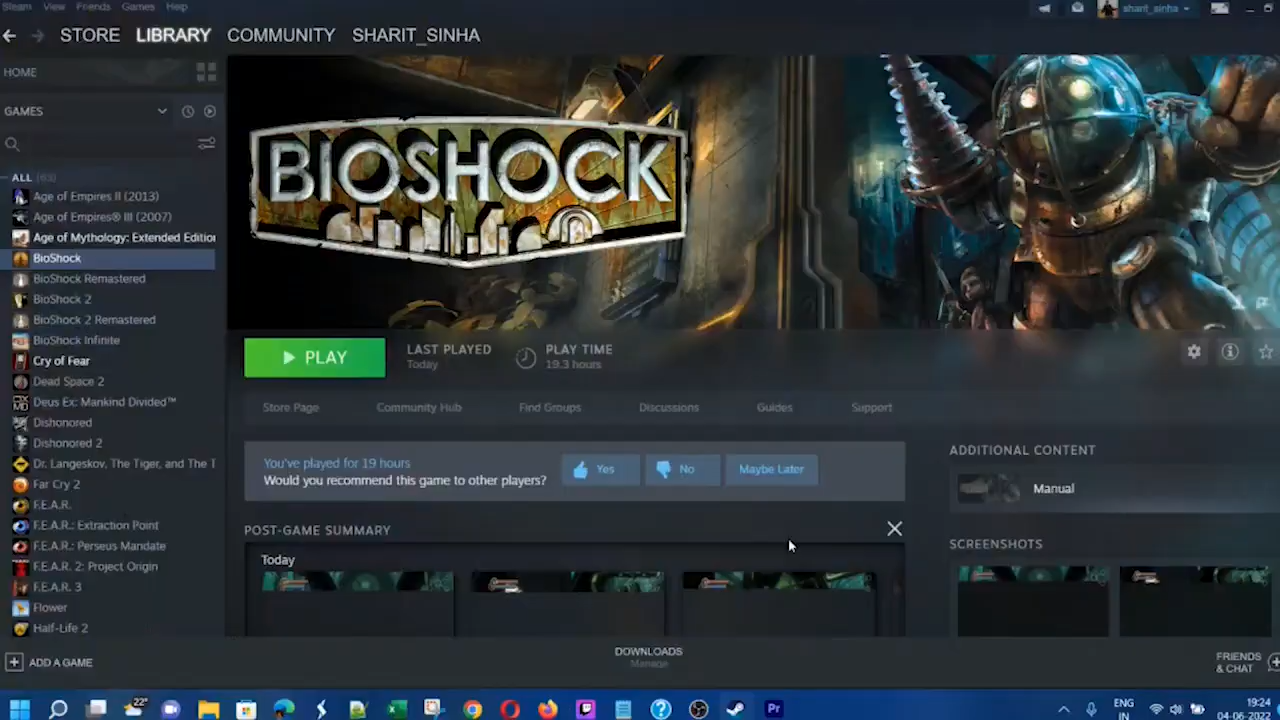 Steam View Friends Games Help
sharit_sinha
STORE LIBRARY COMMUNITY SHARIT_SINHA
HOME
GAMES
ALL (63)
Age of Empires II (2013)
Age of Empires® III (2007)
Age of Mythology: Extended Edition
BioShock
BioShock Remastered
BioShock 2
BioShock 2 Remastered
BioShock Infinite
Cry of Fear
Dead Space 2
Deus Ex: Mankind Divided™
Dishonored
Dishonored 2
Dr. Langeskov, The Tiger, and The T
Far Cry 2
F.E.A.R.
F.E.A.R.: Extraction Point
F.E.A.R.: Perseus Mandate
F.E.A.R. 2: Project Origin
F.E.A.R. 3
Flower
Half-Life 2
ADD A GAME
BIOSHOCK
PLAY
LAST PLAYED
Today
PLAY TIME
19.3 hours
Store Page Community Hub Find Groups Discussions Guides Support
You've played for 19 hours
Would you recommend this game to other players?
Yes No Maybe Later
POST-GAME SUMMARY
Today
ADDITIONAL CONTENT
Manual
SCREENSHOTS
DOWNLOADS
Manage
FRIENDS
& CHAT
22°
Pr
ENG
IN
19:24
04-06-2022